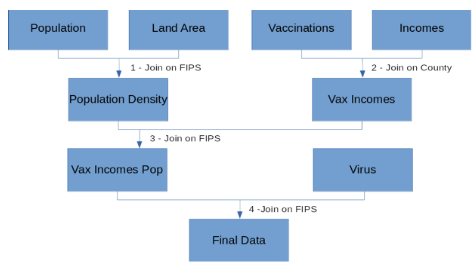 Population
Land Area
Vaccinations
Incomes
1 - Join on FIPS
2 - Join on County
Population Density
Vax Incomes
3 - Join on FIPS
Vax Incomes Pop
Virus
4 -Join on FIPS
Final Data